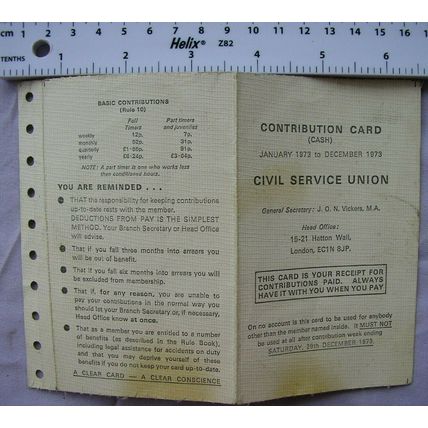 cm 1 2 3 4 5 6 7 8 9 10 11 12 13 14 15 16
Helix® Z82
TENTHS 1 2 3 4 5 6
BASIC CONTRIBUTIONS
(Rule 10)
Full Timers Part timers and juveniles
weekly 12p. 7p.
monthly 52p. 31p.
quarterly £1-56p. 91p.
yearly £6-24p. £3-64p.
NOTE: A part timer is one who works less
than conditioned hours.
YOU ARE REMINDED . . .
● THAT the responsibility for keeping contributions
up-to-date rests with the member.
DEDUCTIONS FROM PAY IS THE SIMPLEST
METHOD. Your Branch Secretary or Head Office
will advise.
● That if you fall three months into arrears you will
be out of benefit.
● That if you fall six months into arrears you will
be excluded from membership.
● That if, for any reason, you are unable to
pay your contributions in the normal way you
should let your Branch Secretary or, if necessary,
Head Office know at once.
● That as a member you are entitled to a number
of benefits (as described in the Rule Book),
including legal assistance for accidents on duty
and that you may deprive yourself of these
benefits if you do not keep your card up-to-date.
A CLEAR CARD — A CLEAR CONSCIENCE
CONTRIBUTION CARD
(CASH)
JANUARY 1973 to DECEMBER 1973
CIVIL SERVICE UNION
General Secretary: J. O. N. Vickers, M.A.
Head Office:
15-21 Hatton Wall,
London, EC1N 8JP.
THIS CARD IS YOUR RECEIPT FOR
CONTRIBUTIONS PAID. ALWAYS
HAVE IT WITH YOU WHEN YOU PAY
On no account is this card to be used for anybody
other than the member named inside. It MUST NOT
be used at all after contribution week ending
SATURDAY, 29th DECEMBER 1973.